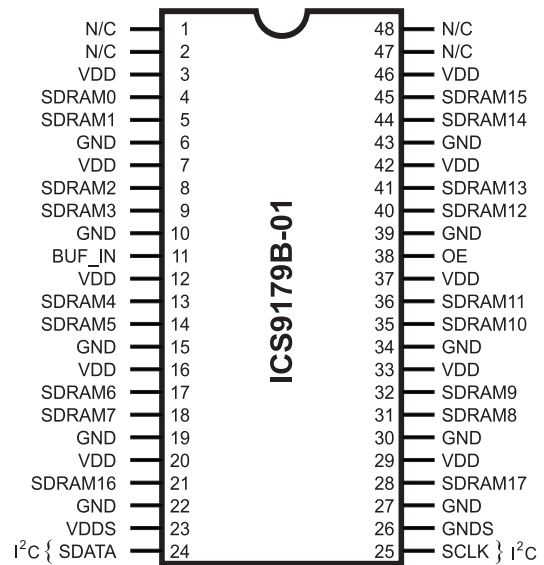 N/C 1 48 N/C
N/C 2 47 N/C
VDD 3 46 VDD
SDRAM0 4 45 SDRAM15
SDRAM1 5 44 SDRAM14
GND 6 43 GND
VDD 7 42 VDD
SDRAM2 8 41 SDRAM13
SDRAM3 9 40 SDRAM12
GND 10 39 GND
BUF_IN 11 38 OE
VDD 12 37 VDD
SDRAM4 13 36 SDRAM11
SDRAM5 14 35 SDRAM10
GND 15 34 GND
VDD 16 33 VDD
SDRAM6 17 32 SDRAM9
SDRAM7 18 31 SDRAM8
GND 19 30 GND
VDD 20 29 VDD
SDRAM16 21 28 SDRAM17
GND 22 27 GND
VDDS 23 26 GNDS
I²C { SDATA 24 25 SCLK } I²C
ICS9179B-01